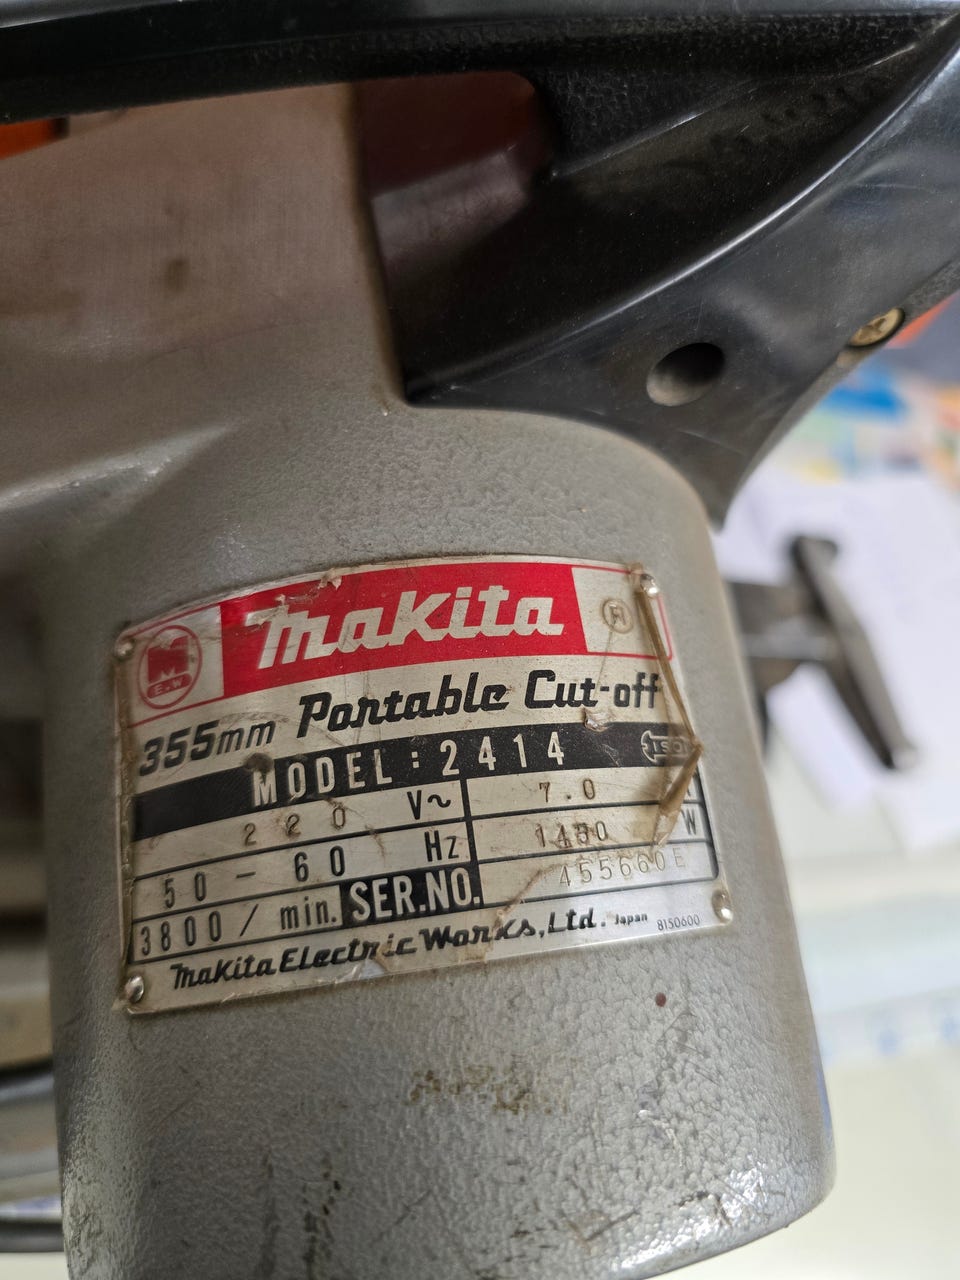 M
E.W
makita
355mm Portable Cut-off
MODEL : 2414
220 V~ 7.0
50 - 60 Hz 1430 W
3800/min. SER.NO. 455660E
Makita Electric Works, Ltd. Japan 8150600